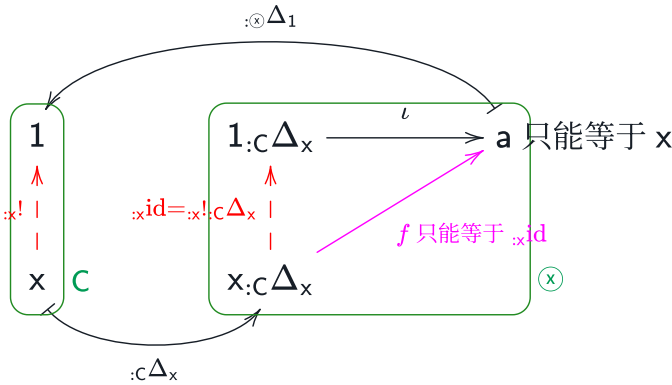 :ⓧΔ₁
ι
1
1:CΔₓ
a 只能等于 x
:ₓ!
:ₓid=:ₓ!:CΔₓ
f 只能等于 :ₓid
x
C
x:CΔₓ
ⓧ
:CΔₓ